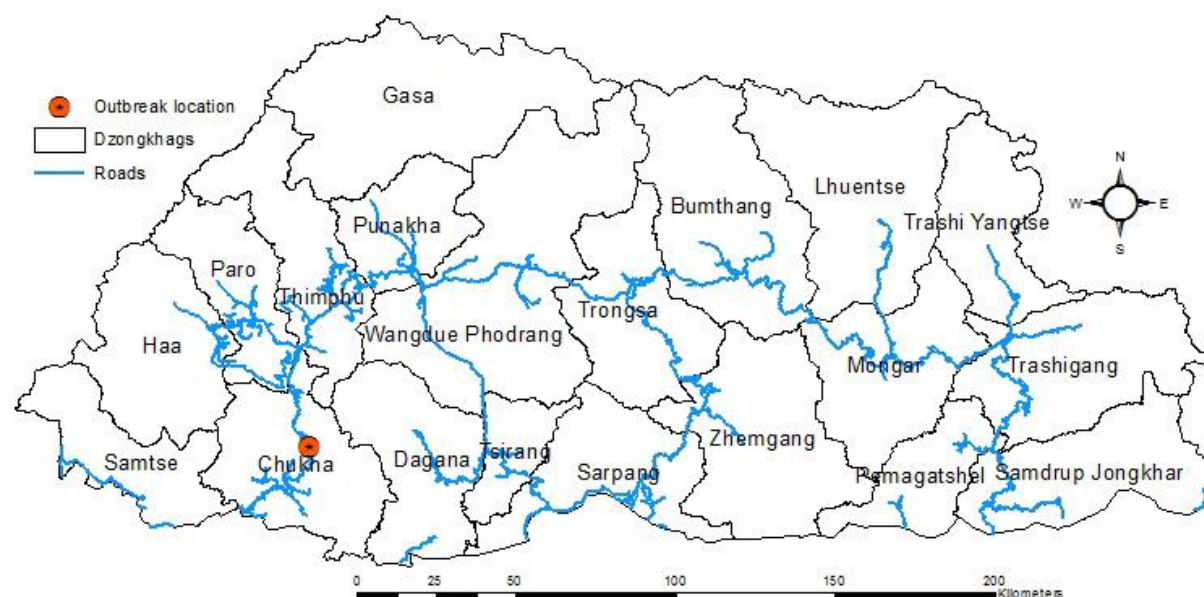 Gasa
Outbreak location
Dzongkhags
Roads
N
W E
S
Lhuentse
Bumthang
Trashi Yangtse
Punakha
Paro
Thimphu
Trongsa
Wangdue Phodrang
Haa
Mongar
Trashigang
Zhemgang
Tsirang
Dagana
Chukha
Samtse
Sarpang
Pemagatshel
Samdrup Jongkhar
0 25 50 100 150 200
Kilometers